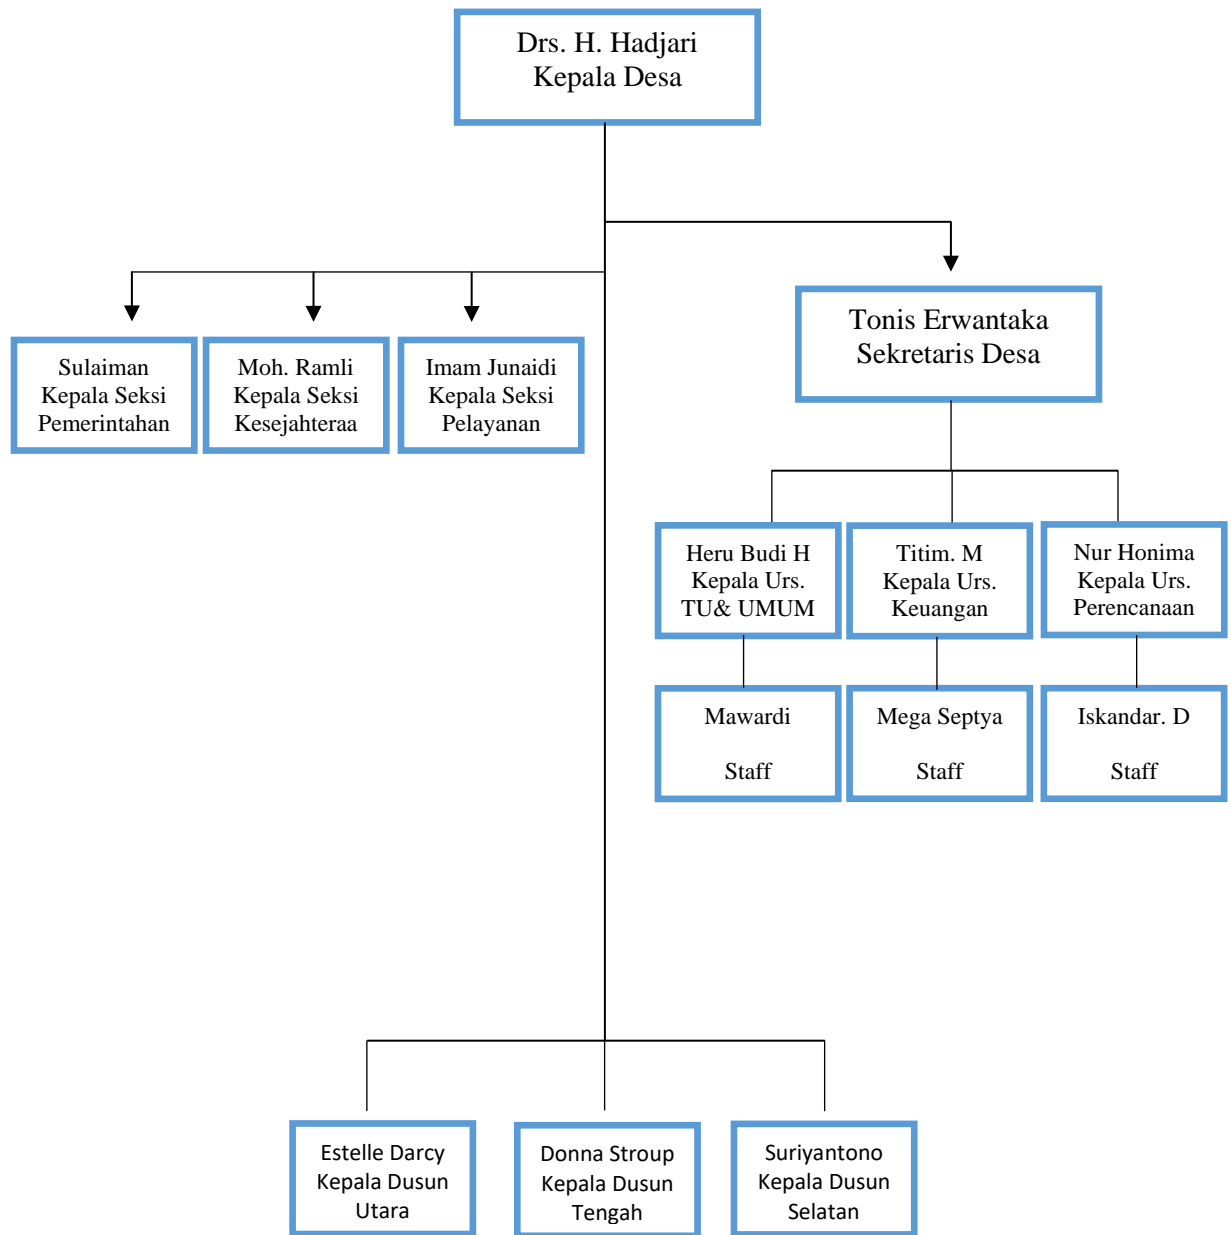 Drs. H. Hadjari
Kepala Desa
Tonis Erwantaka
Sekretaris Desa
Sulaiman
Kepala Seksi
Pemerintahan
Moh. Ramli
Kepala Seksi
Kesejahteraa
Imam Junaidi
Kepala Seksi
Pelayanan
Heru Budi H
Kepala Urs.
TU& UMUM
Titim. M
Kepala Urs.
Keuangan
Nur Honima
Kepala Urs.
Perencanaan
Mawardi
Staff
Mega Septya
Staff
Iskandar. D
Staff
Estelle Darcy
Kepala Dusun
Utara
Donna Stroup
Kepala Dusun
Tengah
Suriyantono
Kepala Dusun
Selatan